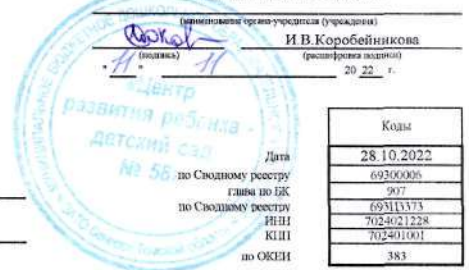 (наименование органа-учредителя (учреждения)
И.В.Коробейникова
(подпись) (расшифровка подписи)
" 11 " 11 20 22 г.
«Центр
развития ребенка -
детский сад
№ 56
Коды
Дата 28.10.2022
по Сводному реестру 69300006
глава по БК 907
по Сводному реестру 693Ц3373
ИНН 7024021228
КПП 702401001
по ОКЕИ 383